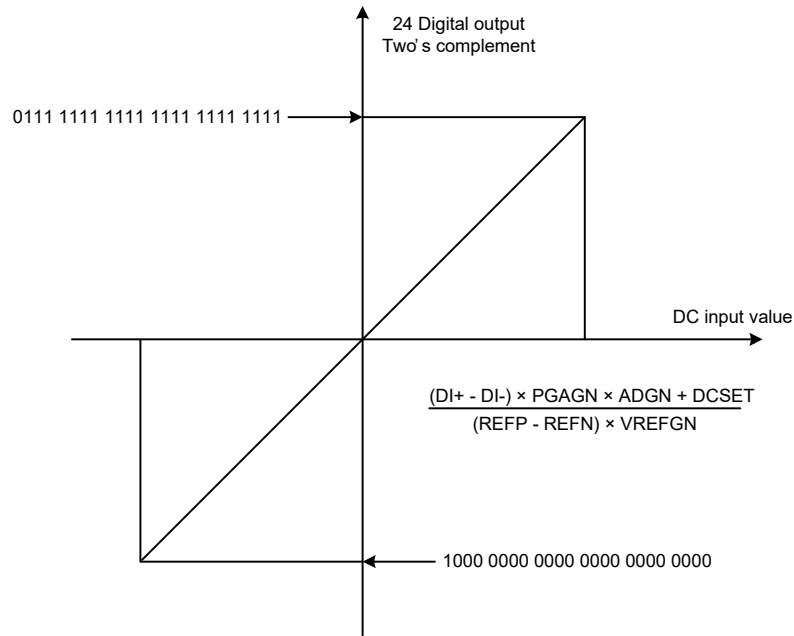 24 Digital output
Two's complement
0111 1111 1111 1111 1111 1111
DC input value
(DI+ - DI-) × PGAGN × ADGN + DCSET
(REFP - REFN) × VREFGN
1000 0000 0000 0000 0000 0000